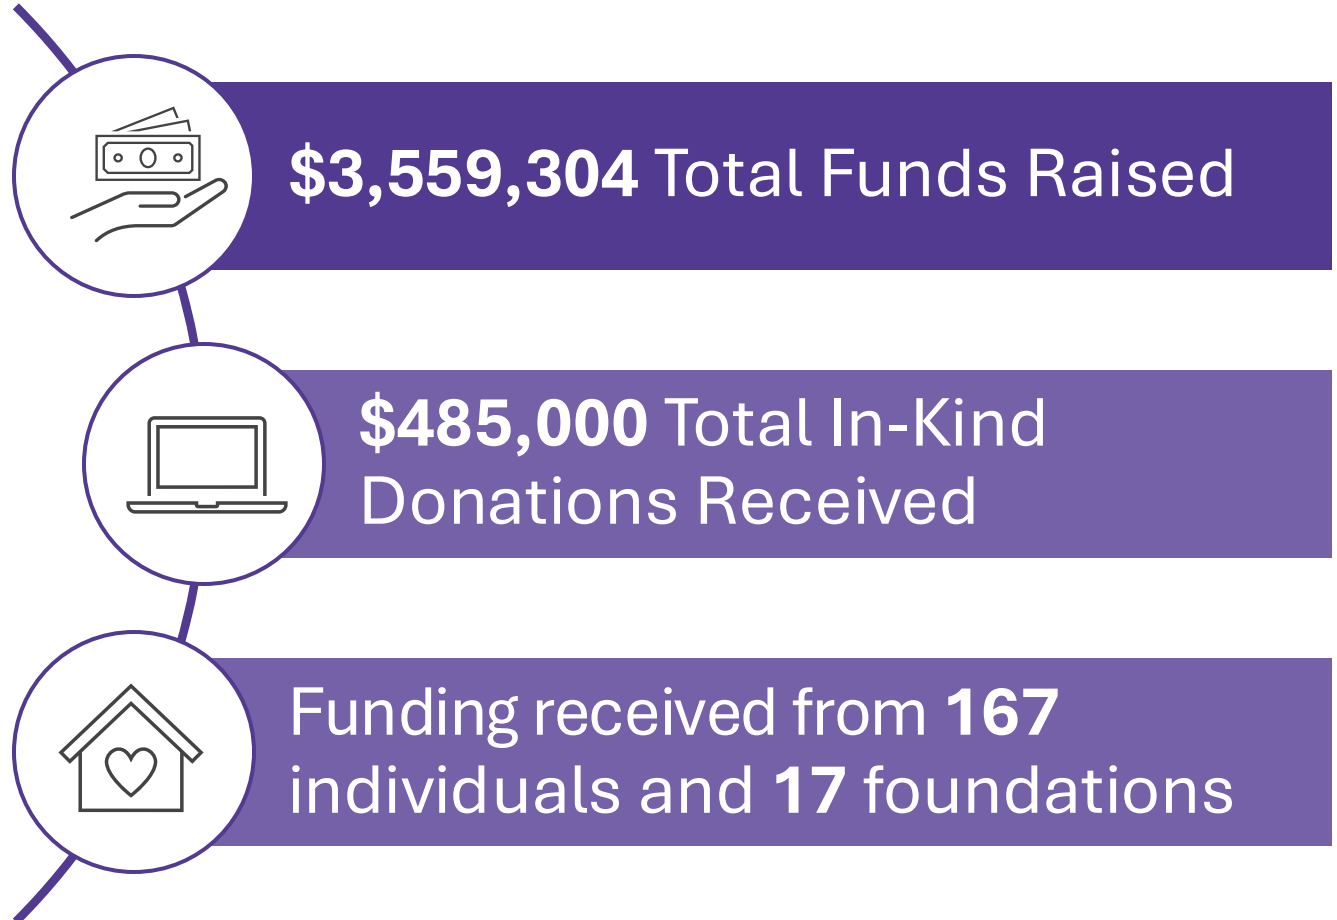 $3,559,304 Total Funds Raised
$485,000 Total In-Kind
Donations Received
Funding received from 167
individuals and 17 foundations